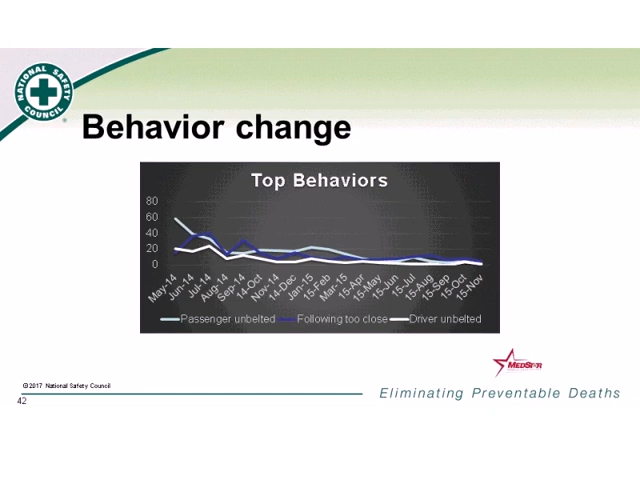 NATIONAL SAFETY COUNCIL
®
Behavior change
Top Behaviors
80
60
40
20
0
May-14
Jun-14
Jul-14
Aug-14
Sep-14
14-Oct
Nov-14
14-Dec
Jan-15
15-Feb
Mar-15
15-Apr
15-May
15-Jun
15-Jul
15-Aug
15-Sep
15-Oct
15-Nov
Passenger unbelted Following too close Driver unbelted
MEDSTAR
© 2017 National Safety Council
Eliminating Preventable Deaths
42